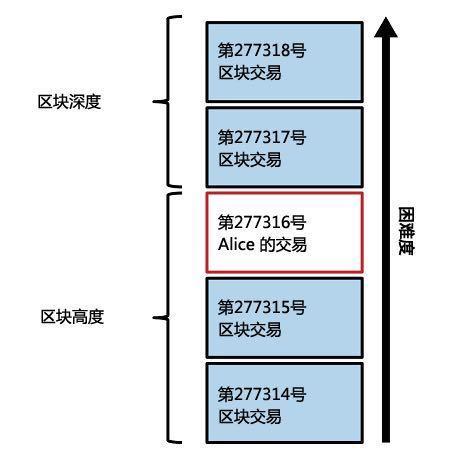 第277318号
区块交易
区块深度
第277317号
区块交易
第277316号
Alice 的交易
困难度
第277315号
区块交易
区块高度
第277314号
区块交易